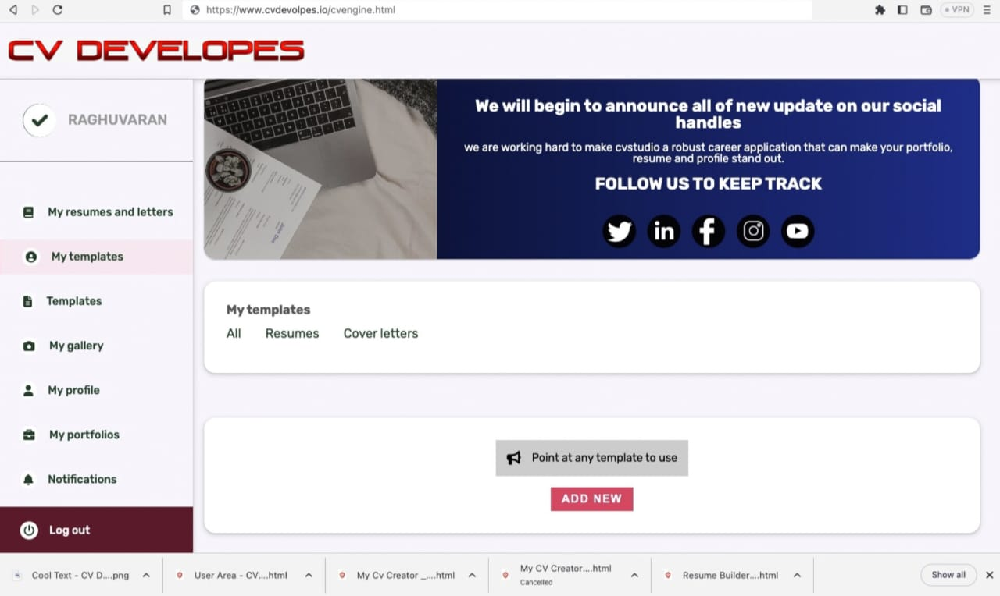 https://www.cvdevolpes.io/cvengine.html
VPN
CV DEVELOPES
RAGHUVARAN
My resumes and letters
My templates
Templates
My gallery
My profile
My portfolios
Notifications
Log out
We will begin to announce all of new update on our social
handles
we are working hard to make cvstudio a robust career application that can make your portfolio,
resume and profile stand out.
FOLLOW US TO KEEP TRACK
in
My templates
All Resumes Cover letters
Point at any template to use
ADD NEW
Cool Text - CV D....png
User Area - CV....html
My Cv Creator _....html
My CV Creator....html
Cancelled
Resume Builder....html
Show all